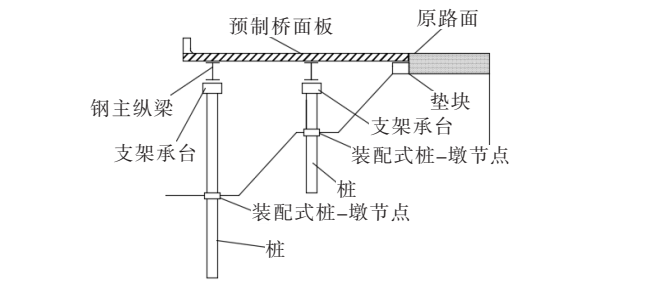 预制桥面板
原路面
钢主纵梁
垫块
支架承台
支架承台
装配式桩-墩节点
桩
装配式桩-墩节点
桩